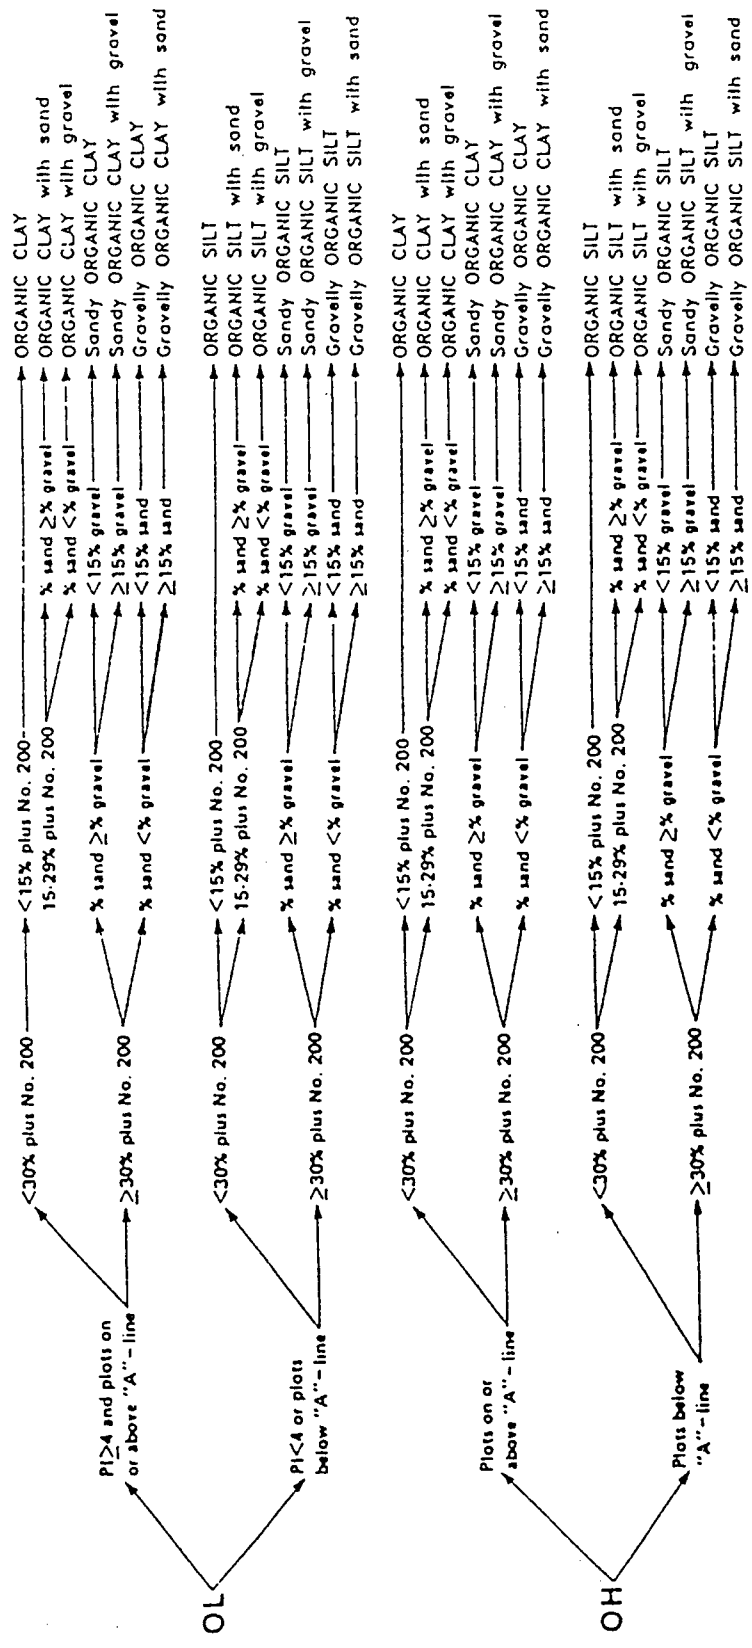 OL
PI≥4 and plots on
or above "A"-line
<30% plus No. 200
<15% plus No. 200
ORGANIC CLAY
15-29% plus No. 200
% sand ≥% gravel
ORGANIC CLAY with sand
% sand <% gravel
ORGANIC CLAY with gravel
≥30% plus No. 200
% sand ≥% gravel
<15% gravel
Sandy ORGANIC CLAY
≥15% gravel
Sandy ORGANIC CLAY with gravel
% sand <% gravel
<15% sand
Gravelly ORGANIC CLAY
≥15% sand
Gravelly ORGANIC CLAY with sand
PI<4 or plots
below "A"-line
<30% plus No. 200
<15% plus No. 200
ORGANIC SILT
15-29% plus No. 200
% sand ≥% gravel
ORGANIC SILT with sand
% sand <% gravel
ORGANIC SILT with gravel
≥30% plus No. 200
% sand ≥% gravel
<15% gravel
Sandy ORGANIC SILT
≥15% gravel
Sandy ORGANIC SILT with gravel
% sand <% gravel
<15% sand
Gravelly ORGANIC SILT
≥15% sand
Gravelly ORGANIC SILT with sand
OH
Plots on or
above "A"-line
<30% plus No. 200
<15% plus No. 200
ORGANIC CLAY
15-29% plus No. 200
% sand ≥% gravel
ORGANIC CLAY with sand
% sand <% gravel
ORGANIC CLAY with gravel
≥30% plus No. 200
% sand ≥% gravel
<15% gravel
Sandy ORGANIC CLAY
≥15% gravel
Sandy ORGANIC CLAY with gravel
% sand <% gravel
<15% sand
Gravelly ORGANIC CLAY
≥15% sand
Gravelly ORGANIC CLAY with sand
Plots below
"A"-line
<30% plus No. 200
<15% plus No. 200
ORGANIC SILT
15-29% plus No. 200
% sand ≥% gravel
ORGANIC SILT with sand
% sand <% gravel
ORGANIC SILT with gravel
≥30% plus No. 200
% sand ≥% gravel
<15% gravel
Sandy ORGANIC SILT
≥15% gravel
Sandy ORGANIC SILT with gravel
% sand <% gravel
<15% sand
Gravelly ORGANIC SILT
≥15% sand
Gravelly ORGANIC SILT with sand